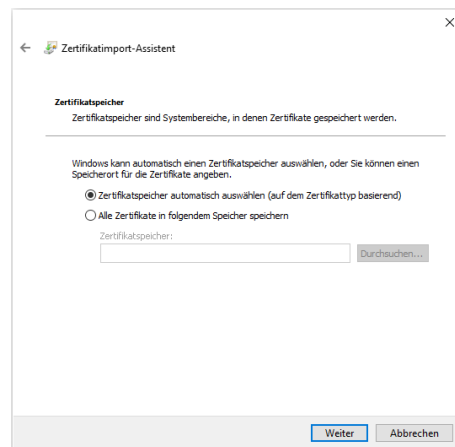 Zertifikatimport-Assistent
Zertifikatspeicher
Zertifikatspeicher sind Systembereiche, in denen Zertifikate gespeichert werden.
Windows kann automatisch einen Zertifikatspeicher auswählen, oder Sie können einen
Speicherort für die Zertifikate angeben.
Zertifikatspeicher automatisch auswählen (auf dem Zertifikattyp basierend)
Alle Zertifikate in folgendem Speicher speichern
Zertifikatspeicher:
Durchsuchen...
Weiter Abbrechen